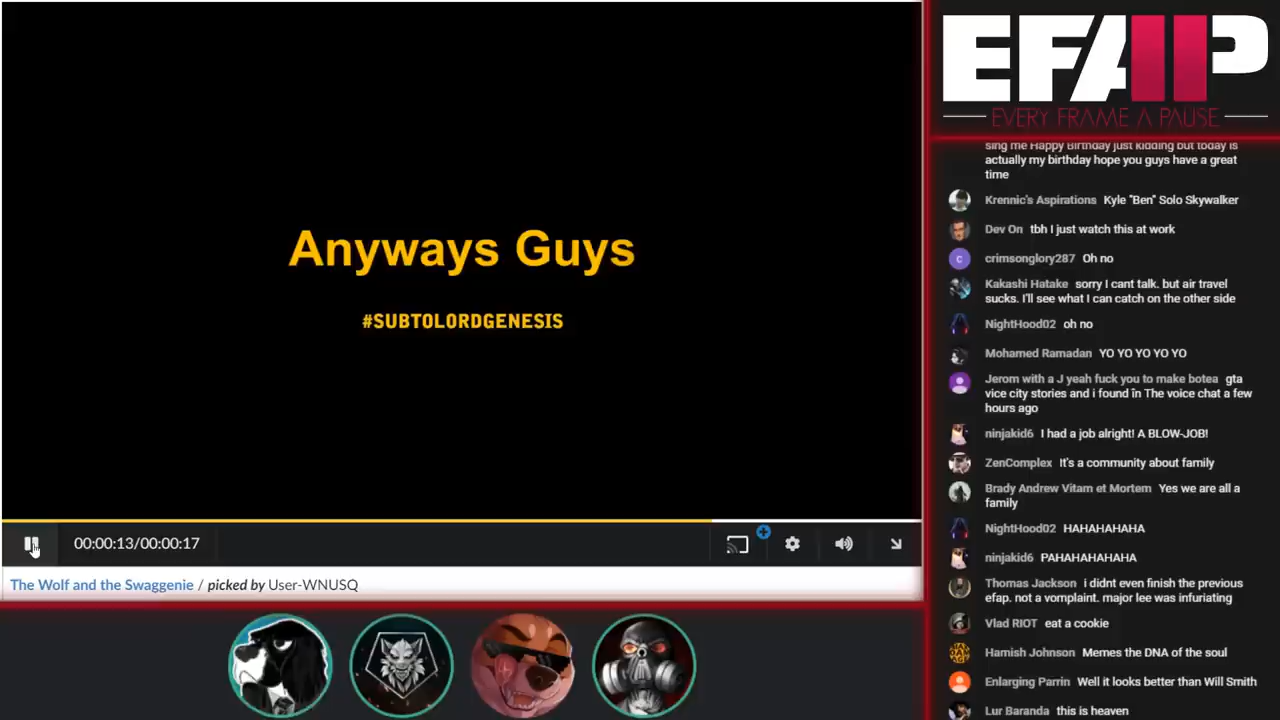 Anyways Guys
#SUBTOLORDGENESIS
00:00:13/00:00:17
The Wolf and the Swaggenie / picked by User-WNUSQ
EFAP
EVERY FRAME A PAUSE
sing me Happy Birthday just kidding but today is
actually my birthday hope you guys have a great
time
Krennic's Aspirations Kyle "Ben" Solo Skywalker
Dev On tbh I just watch this at work
c
crimsonglory287 Oh no
Kakashi Hatake sorry I cant talk. but air travel
sucks. I'll see what I can catch on the other side
NightHood02 oh no
Mohamed Ramadan YO YO YO YO YO
Jerom with a J yeah fuck you to make botea gta
vice city stories and i found în The voice chat a few
hours ago
ninjakid6 I had a job alright! A BLOW-JOB!
ZenComplex It's a community about family
Brady Andrew Vitam et Mortem Yes we are all a
family
NightHood02 HAHAHAHAHA
ninjakid6 PAHAHAHAHAHA
Thomas Jackson i didnt even finish the previous
efap. not a vomplaint. major lee was infuriating
Vlad RIOT eat a cookie
Hamish Johnson Memes the DNA of the soul
Enlarging Parrin Well it looks better than Will Smith
Lur Baranda this is heaven